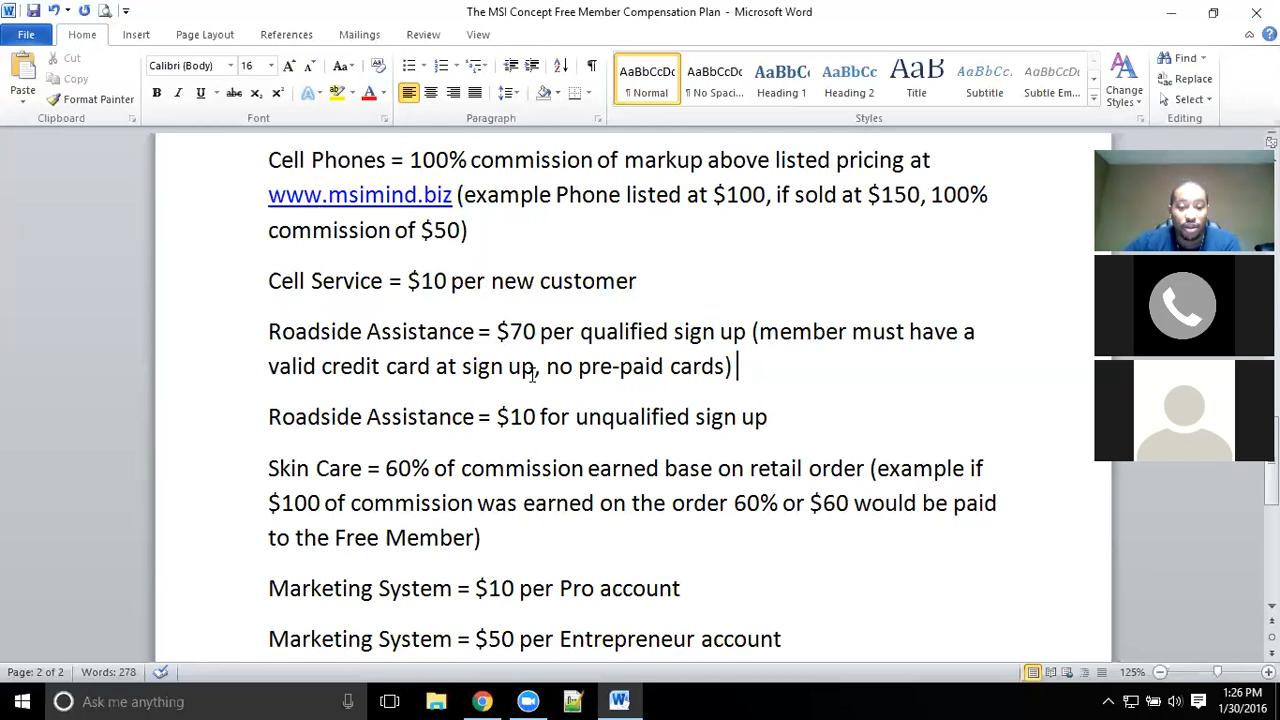 The MSI Concept Free Member Compensation Plan - Microsoft Word
File Home Insert Page Layout References Mailings Review View
Paste
Cut
Copy
Format Painter
Clipboard
Calibri (Body) 16
Font
Paragraph
AaBbCcDc AaBbCcDc AaBbC AaBbCc AaB AaBbCc. AaBbCcDc
¶ Normal ¶ No Spaci... Heading 1 Heading 2 Title Subtitle Subtle Em...
Styles
Change Styles
Find
Replace
Select
Editing
Cell Phones = 100% commission of markup above listed pricing at
www.msimind.biz (example Phone listed at $100, if sold at $150, 100%
commission of $50)
Cell Service = $10 per new customer
Roadside Assistance = $70 per qualified sign up (member must have a
valid credit card at sign up, no pre-paid cards)
Roadside Assistance = $10 for unqualified sign up
Skin Care = 60% of commission earned base on retail order (example if
$100 of commission was earned on the order 60% or $60 would be paid
to the Free Member)
Marketing System = $10 per Pro account
Marketing System = $50 per Entrepreneur account
Page: 2 of 2 Words: 278 125%
Ask me anything
1:26 PM
1/30/2016